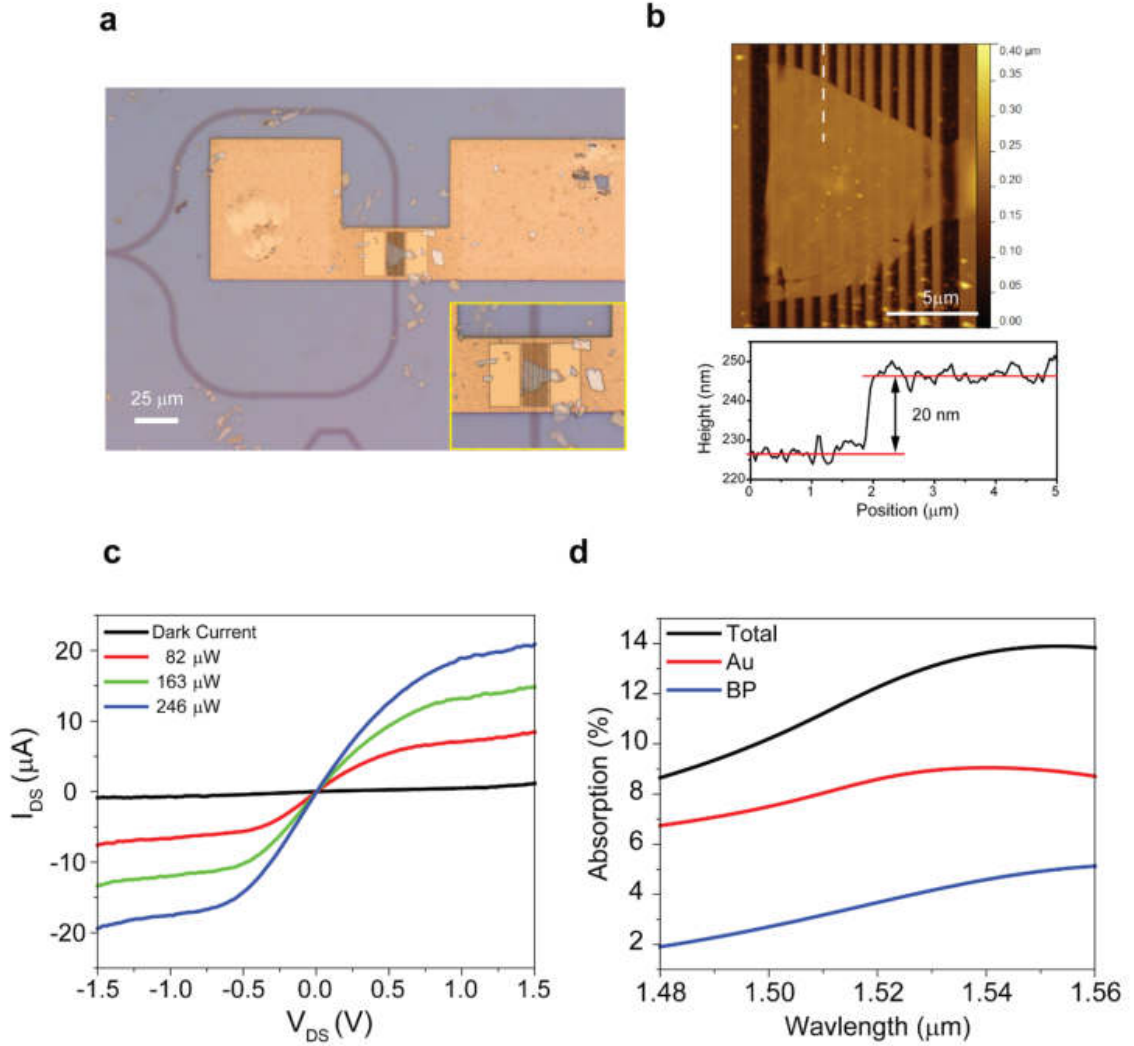 a
25 μm
b
0.40 μm
0.35
0.30
0.25
0.20
0.15
0.10
0.05
0.00
5μm
Height (nm)
250
240
230
220
20 nm
0 1 2 3 4 5
Position (μm)
c
Dark Current
82 μW
163 μW
246 μW
I_DS (μA)
20
10
0
-10
-20
-1.5 -1.0 -0.5 0.0 0.5 1.0 1.5
V_DS (V)
d
Total
Au
BP
Absorption (%)
14
12
10
8
6
4
2
1.48 1.50 1.52 1.54 1.56
Wavlength (μm)